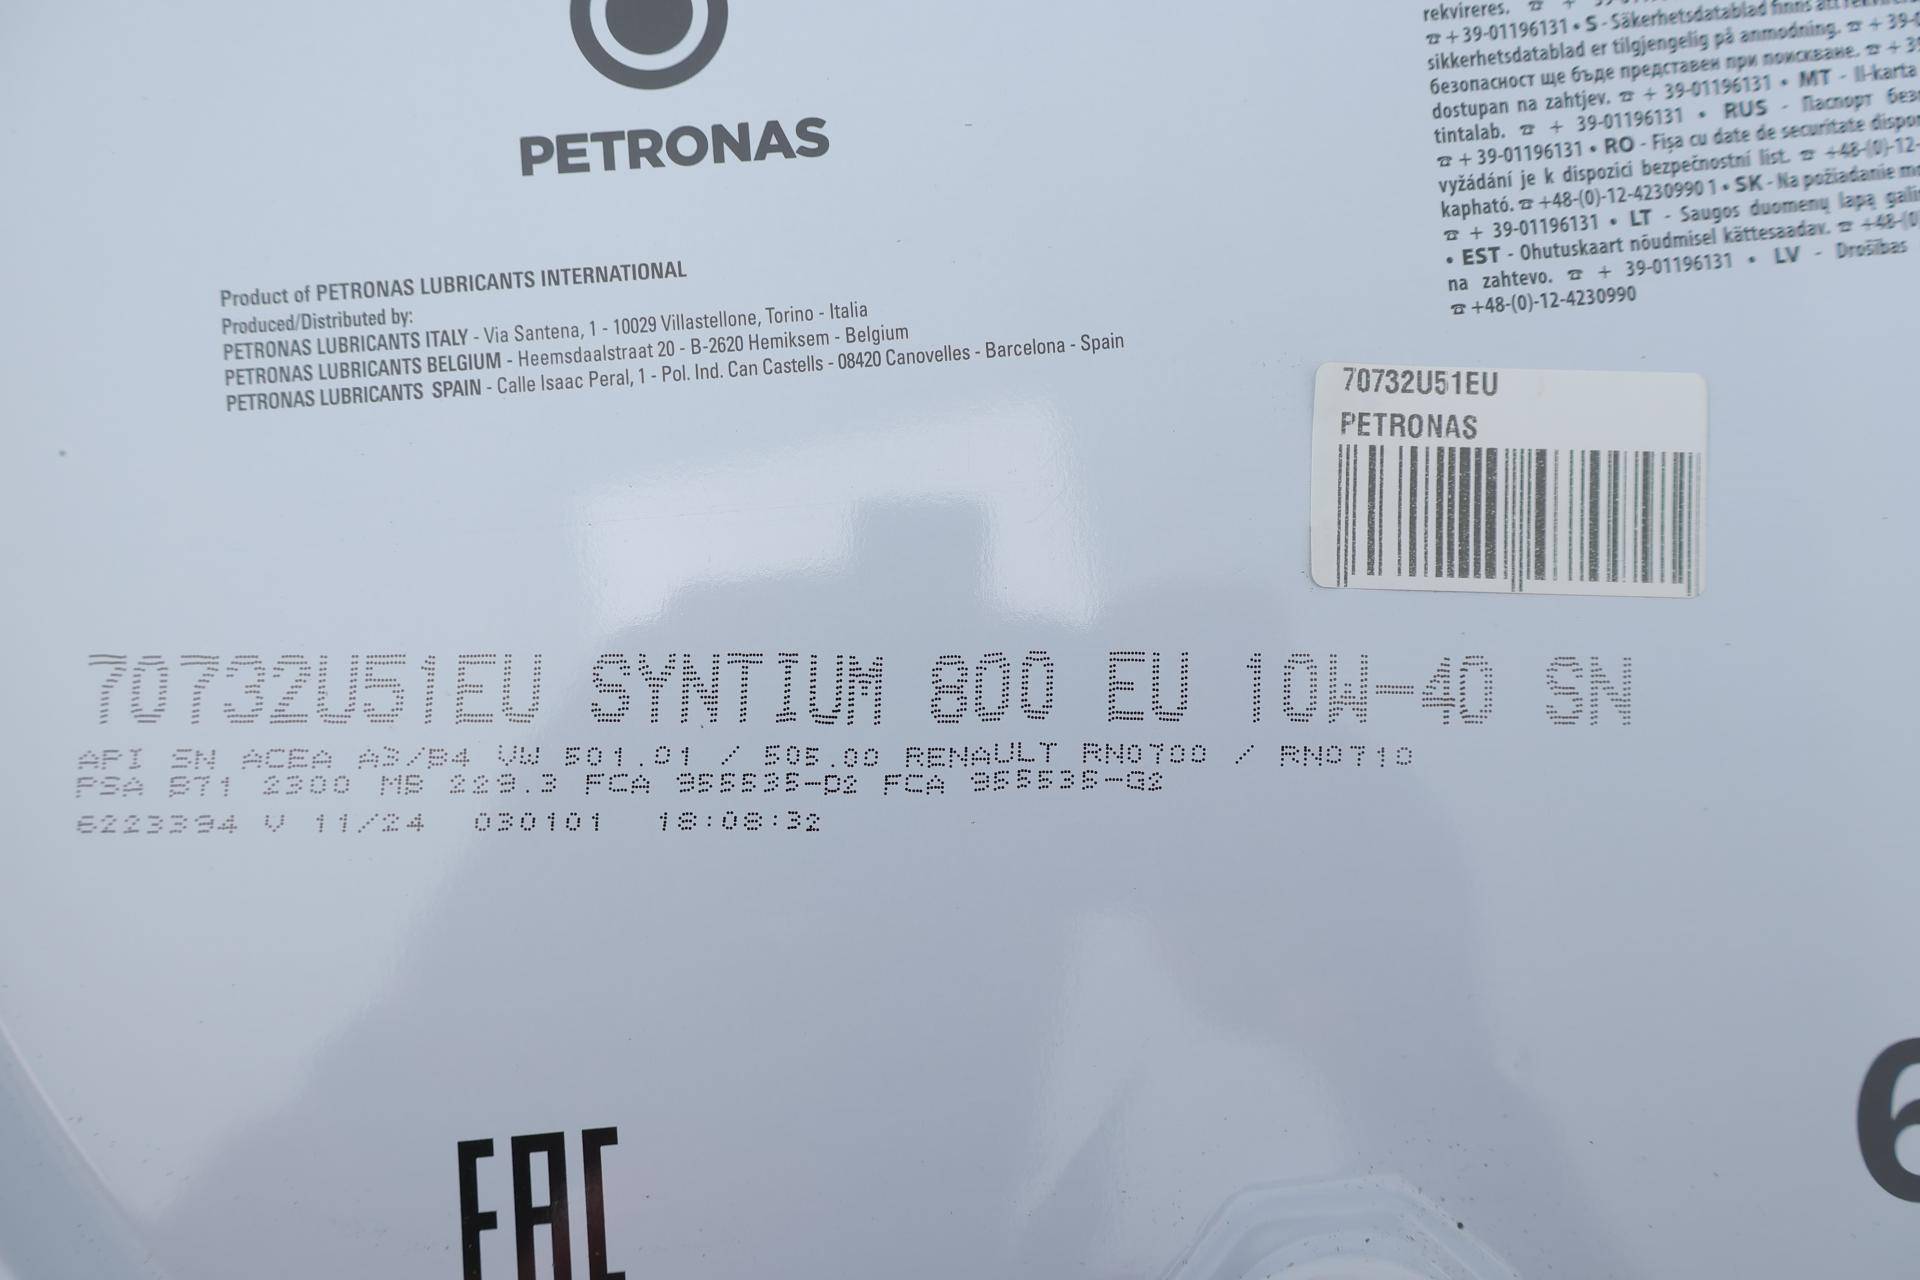 PETRONAS
Product of PETRONAS LUBRICANTS INTERNATIONAL
Produced/Distributed by:
PETRONAS LUBRICANTS ITALY - Via Santena, 1 - 10029 Villastellone, Torino - Italia
PETRONAS LUBRICANTS BELGIUM - Heemsdaalstraat 20 - B-2620 Hemiksem - Belgium
PETRONAS LUBRICANTS SPAIN - Calle Isaac Peral, 1 - Pol. Ind. Can Castells - 08420 Canovelles - Barcelona - Spain
rekvireres. ☎ +
☎ + 39-01196131 • S - Säkerhetsdatablad finns att
sikkerhetsdatablad er tilgjengelig på anmodning. ☎ + 39-
безопасност ще бъде представен при поискване. ☎ + 39
dostupan na zahtjev. ☎ + 39-01196131 • MT - Il-karta
tintalab. ☎ + 39-01196131 • RUS - Паспорт
☎ + 39-01196131 • RO - Fișa cu date de securitate
vyžádání je k dispozici bezpečnostní list. ☎ +48-(0)-12-
kapható. ☎ +48-(0)-12-4230990 1 • SK - Na požiadanie
☎ + 39-01196131 • LT - Saugos duomenų lapą
• EST - Ohutuskaart nõudmisel kättesaadav. ☎ +48-(0)
na zahtevo. ☎ + 39-01196131 • LV - Drošības
☎ +48-(0)-12-4230990
70732U51EU
PETRONAS
70732U51EU SYNTIUM 800 EU 10W-40 SN
API SN ACEA A3/B4 VW 501.01 / 505.00 RENAULT RN0700 / RN0710
PSA B71 2300 MB 229.3 FCA 955535-D2 FCA 955535-G2
6223394 V 11/24 030101 18:08:32
EAC
6